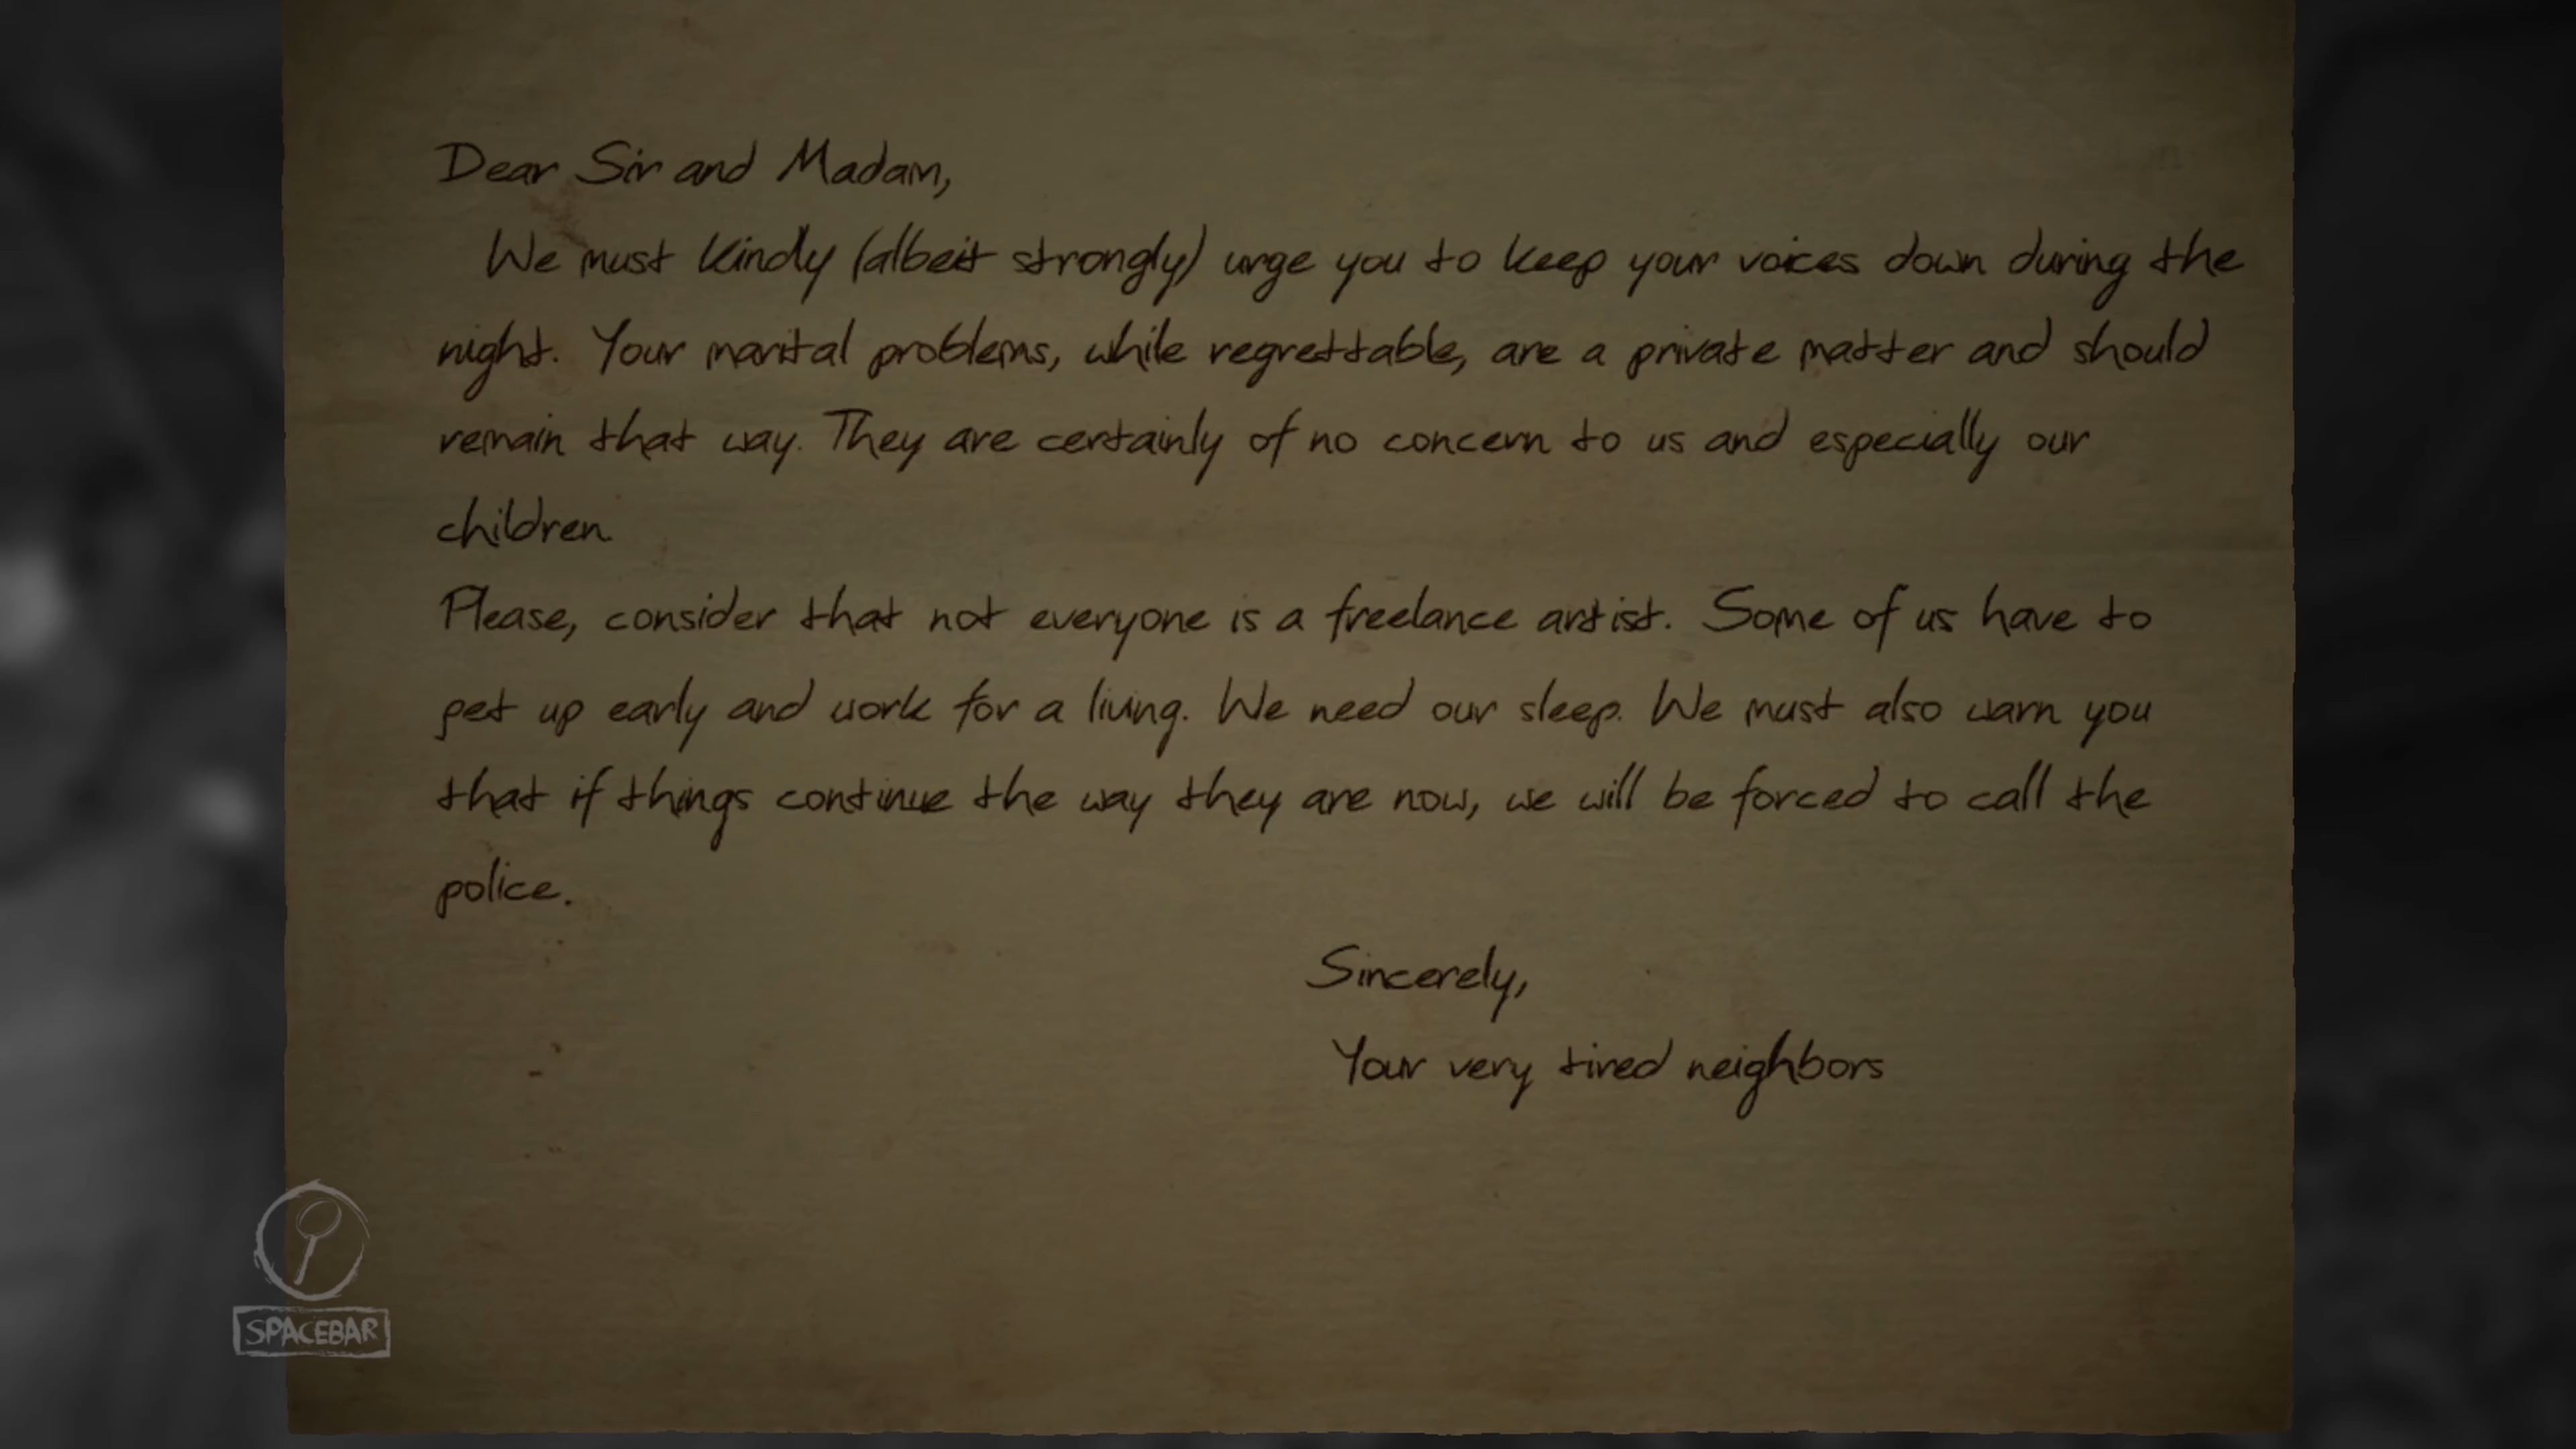 Dear Sir and Madam,
We must kindly (albeit strongly) urge you to keep your voices down during the
night. Your marital problems, while regrettable, are a private matter and should
remain that way. They are certainly of no concern to us and especially our
children.
Please, consider that not everyone is a freelance artist. Some of us have to
get up early and work for a living. We need our sleep. We must also warn you
that if things continue the way they are now, we will be forced to call the
police.
Sincerely,
Your very tired neighbors
SPACEBAR